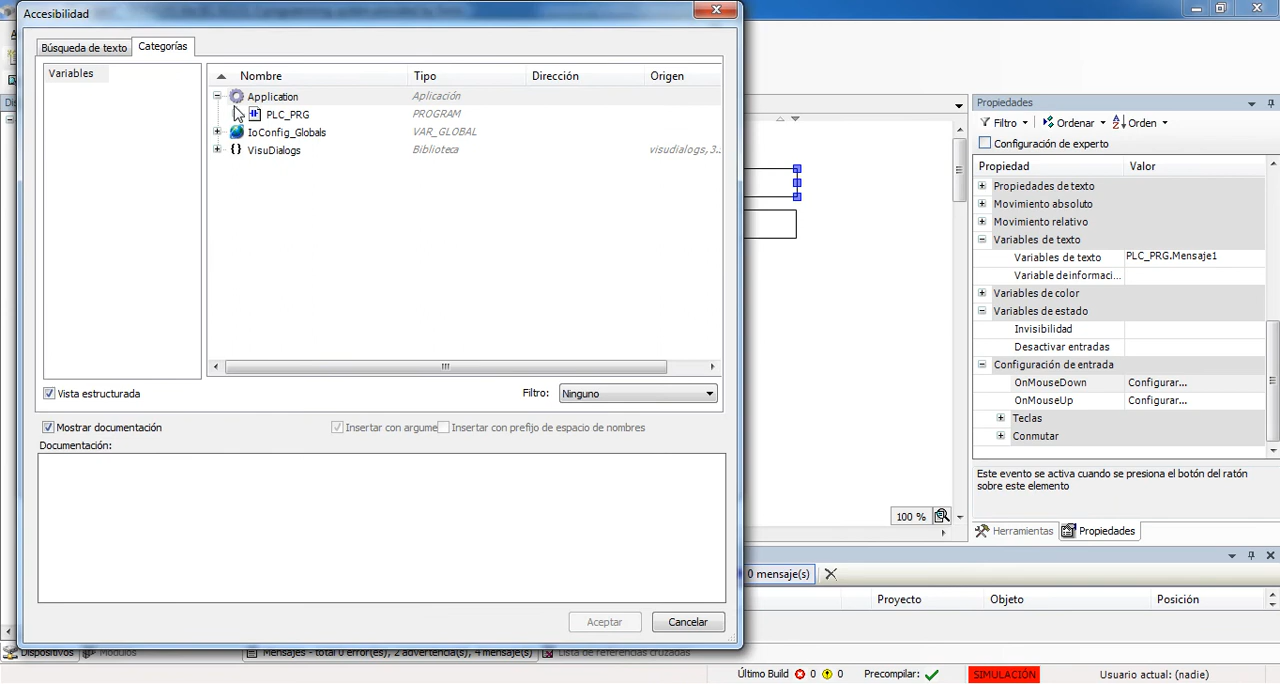 Accesibilidad
Búsqueda de texto
Categorías
Variables
Nombre Tipo Dirección Origen
Application Aplicación
PLC_PRG PROGRAM
IoConfig_Globals VAR_GLOBAL
VisuDialogs Biblioteca visudialogs,3..
Vista estructurada
Filtro: Ninguno
Mostrar documentación
Insertar con argume
Insertar con prefijo de espacio de nombres
Documentación:
Aceptar Cancelar
Propiedades
Filtro Ordenar Orden
Configuración de experto
Propiedad Valor
Propiedades de texto
Movimiento absoluto
Movimiento relativo
Variables de texto
Variables de texto PLC_PRG.Mensaje1
Variable de informaci...
Variables de color
Variables de estado
Invisibilidad
Desactivar entradas
Configuración de entrada
OnMouseDown Configurar...
OnMouseUp Configurar...
Teclas
Conmutar
Este evento se activa cuando se presiona el botón del ratón
sobre este elemento
100 %
Herramientas Propiedades
0 mensaje(s)
Proyecto Objeto Posición
Dispositivos Módulos Mensajes - total 0 error(es), 2 advertencia(s), 4 mensaje(s) Lista de referencias cruzadas
Último Build 0 0 Precompilar: SIMULACIÓN Usuario actual: (nadie)